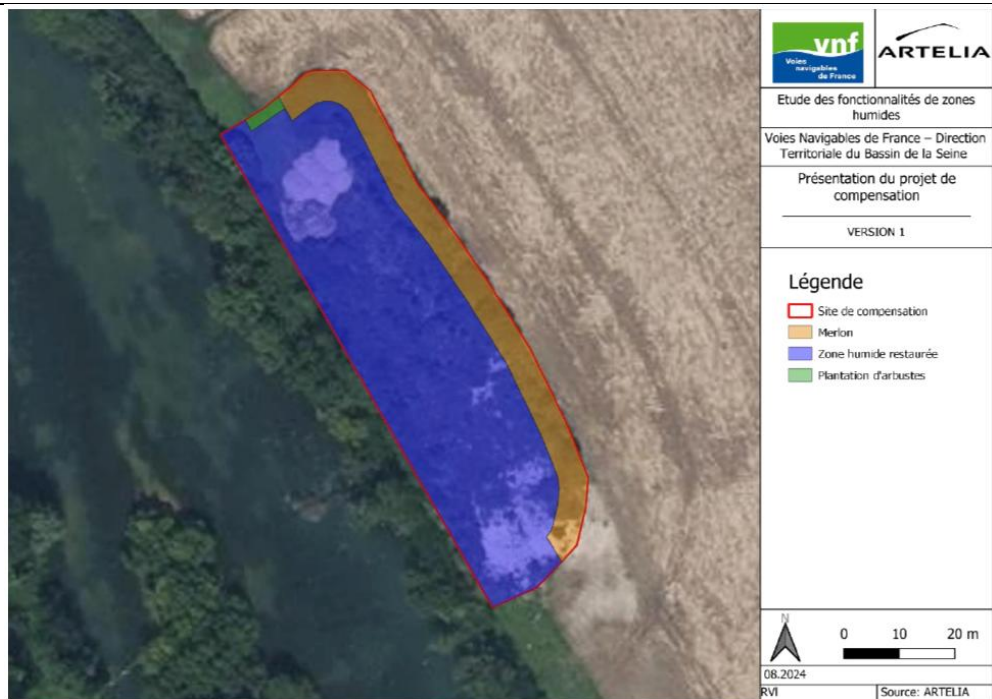 vnf
Voies
navigables
de France
ARTELIA
Etude des fonctionnalités de zones
humides
Voies Navigables de France – Direction
Territoriale du Bassin de la Seine
Présentation du projet de
compensation
VERSION 1
Légende
Site de compensation
Merlon
Zone humide restaurée
Plantation d'arbustes
N
0 10 20 m
08.2024
RVI
Source: ARTELIA